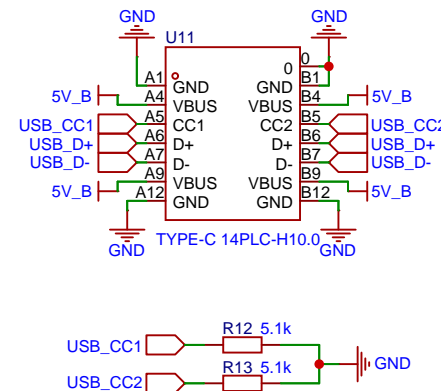 GND GND
U11
0
A1 GND 0 GND B1
5V_B A4 VBUS VBUS B4 5V_B
USB_CC1 A5 CC1 CC2 B5 USB_CC2
USB_D+ A6 D+ D+ B6 USB_D+
USB_D- A7 D- D- B7 USB_D-
5V_B A9 VBUS VBUS B9 5V_B
A12 GND GND B12
GND TYPE-C 14PLC-H10.0 GND
R12 5.1k
USB_CC1
GND
R13 5.1k
USB_CC2